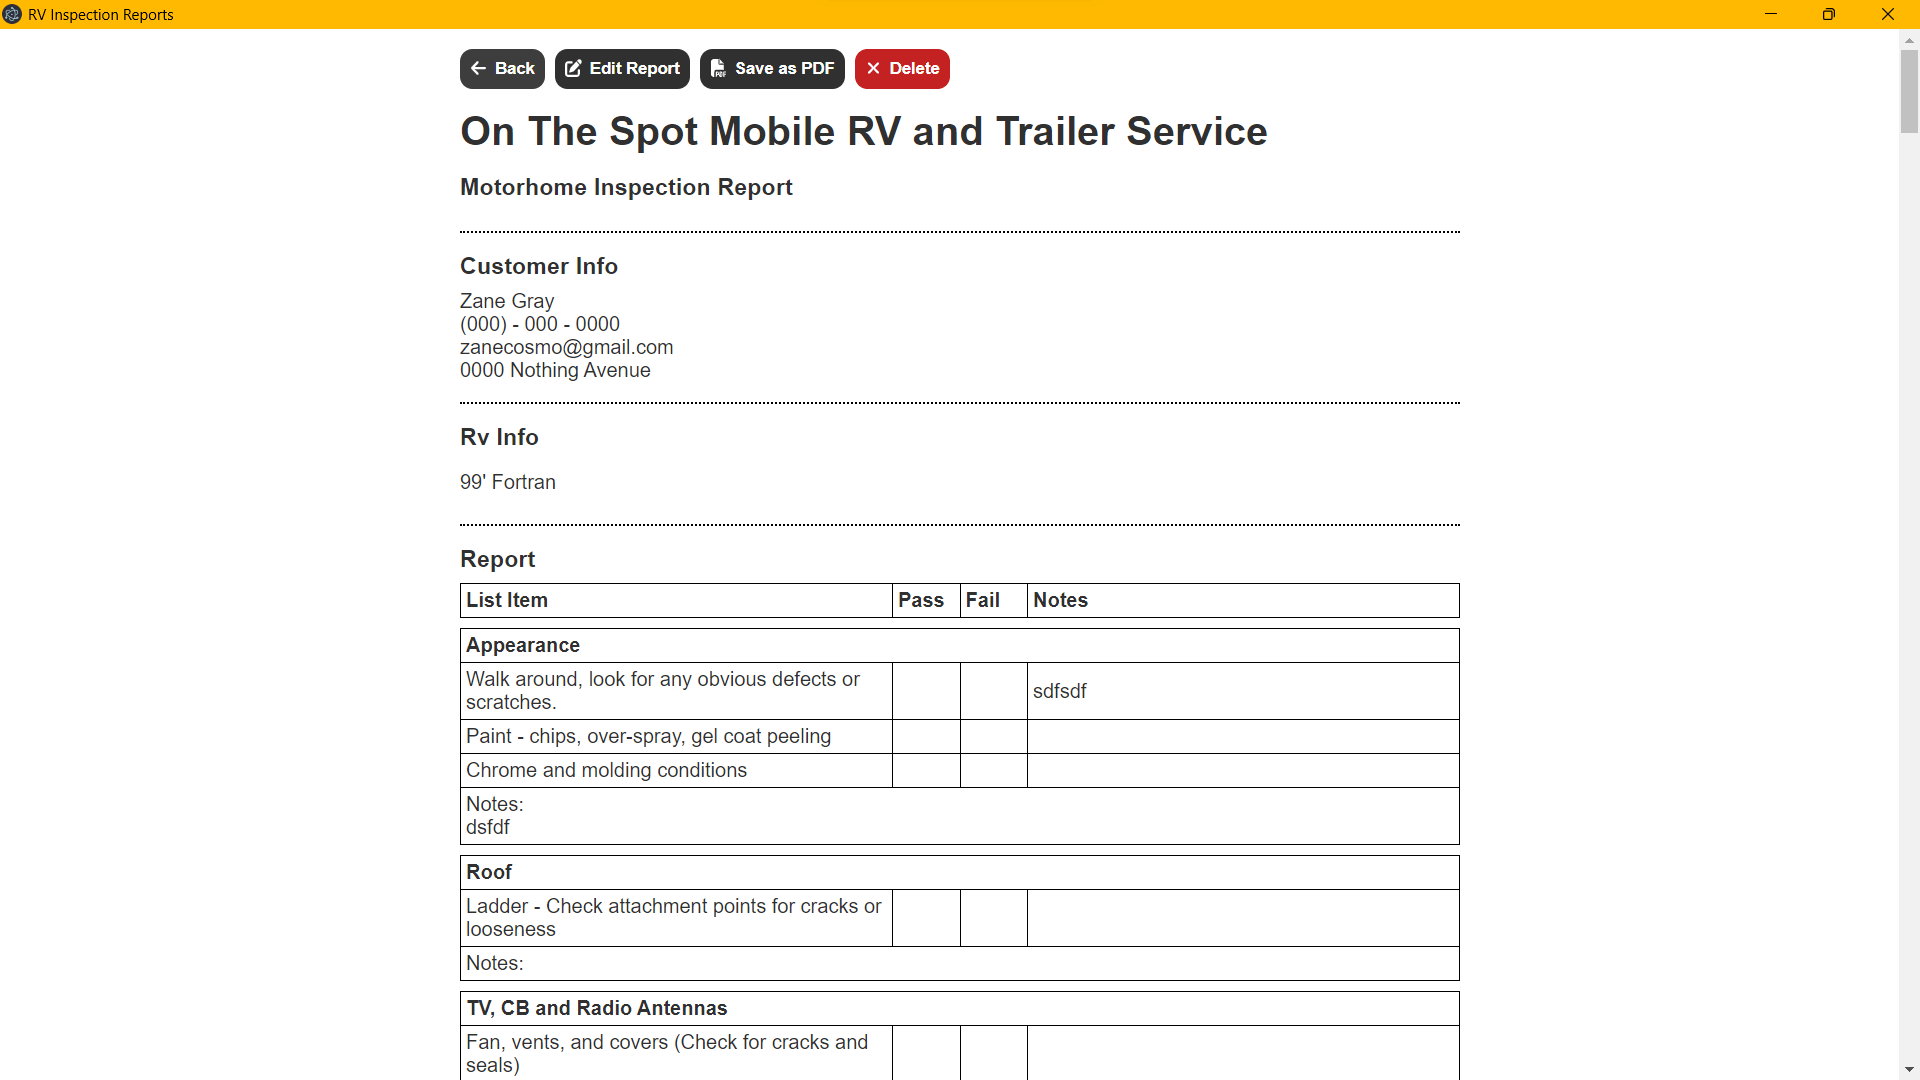 RV Inspection Reports
Back Edit Report Save as PDF Delete
On The Spot Mobile RV and Trailer Service
Motorhome Inspection Report
Customer Info
Zane Gray
(000) - 000 - 0000
zanecosmo@gmail.com
0000 Nothing Avenue
Rv Info
99' Fortran
Report
List Item Pass Fail Notes
Appearance
Walk around, look for any obvious defects or
scratches.
sdfsdf
Paint - chips, over-spray, gel coat peeling
Chrome and molding conditions
Notes:
dsfdf
Roof
Ladder - Check attachment points for cracks or
looseness
Notes:
TV, CB and Radio Antennas
Fan, vents, and covers (Check for cracks and
seals)